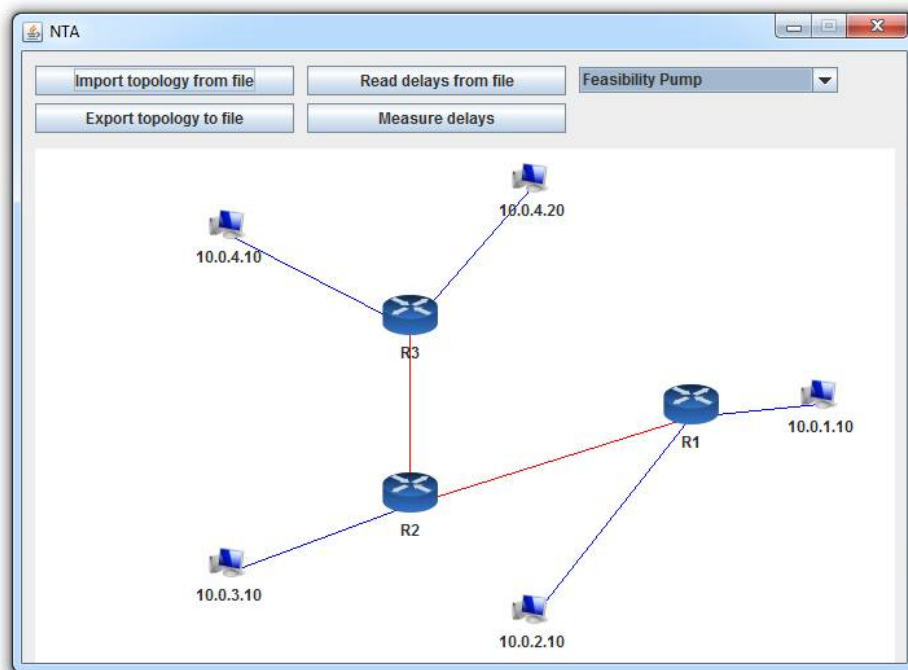 NTA
Import topology from file
Read delays from file
Feasibility Pump
Export topology to file
Measure delays
10.0.4.20
10.0.4.10
R3
10.0.1.10
R1
R2
10.0.3.10
10.0.2.10